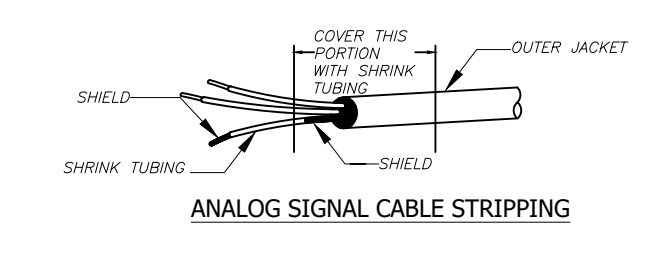 COVER THIS
PORTION
WITH SHRINK
TUBING
OUTER JACKET
SHIELD
SHRINK TUBING
SHIELD
ANALOG SIGNAL CABLE STRIPPING